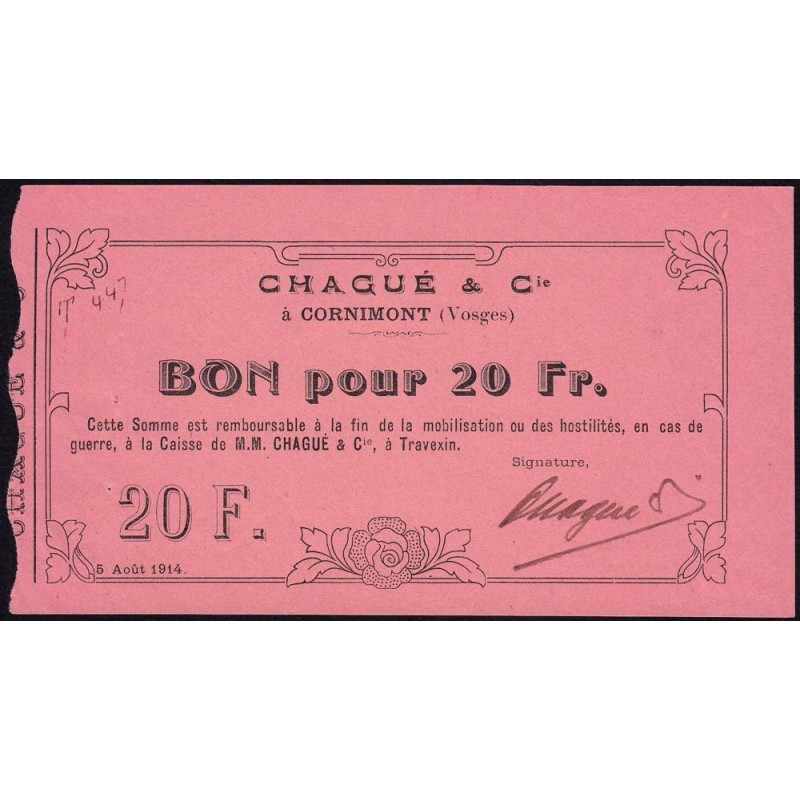 CHAGUÉ & Cie
à CORNIMONT (Vosges)
BON pour 20 Fr.
Cette Somme est remboursable à la fin de la mobilisation ou des hostilités, en cas de
guerre, à la Caisse de M.M. CHAGUÉ & Cie, à Travexin.
Signature,
20 F.
Chagué
5 Août 1914.
CHAGUÉ &